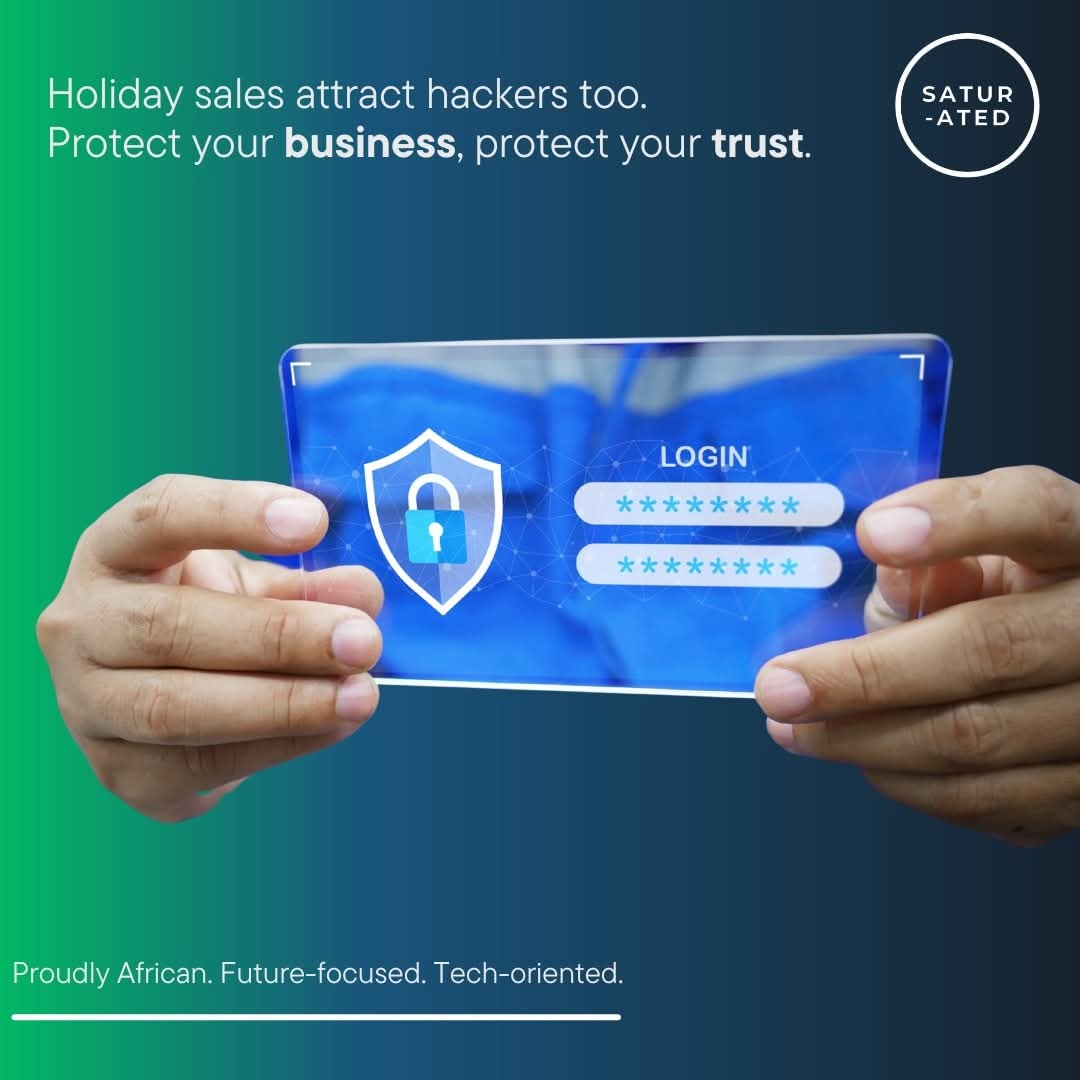 Holiday sales attract hackers too.
Protect your business, protect your trust.
SATUR
-ATED
LOGIN
********
********
Proudly African. Future-focused. Tech-oriented.